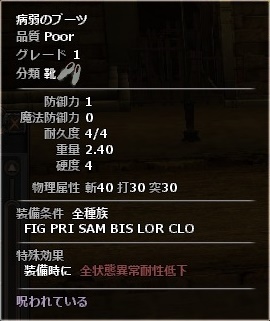 病弱のブーツ
品質 Poor
グレード 1
分類 靴
防御力 1
魔法防御力 0
耐久度 4/4
重量 2.40
硬度 4
物理属性 斬40 打30 突30
装備条件 全種族
FIG PRI SAM BIS LOR CLO
特殊効果
装備時に 全状態異常耐性低下
呪われている